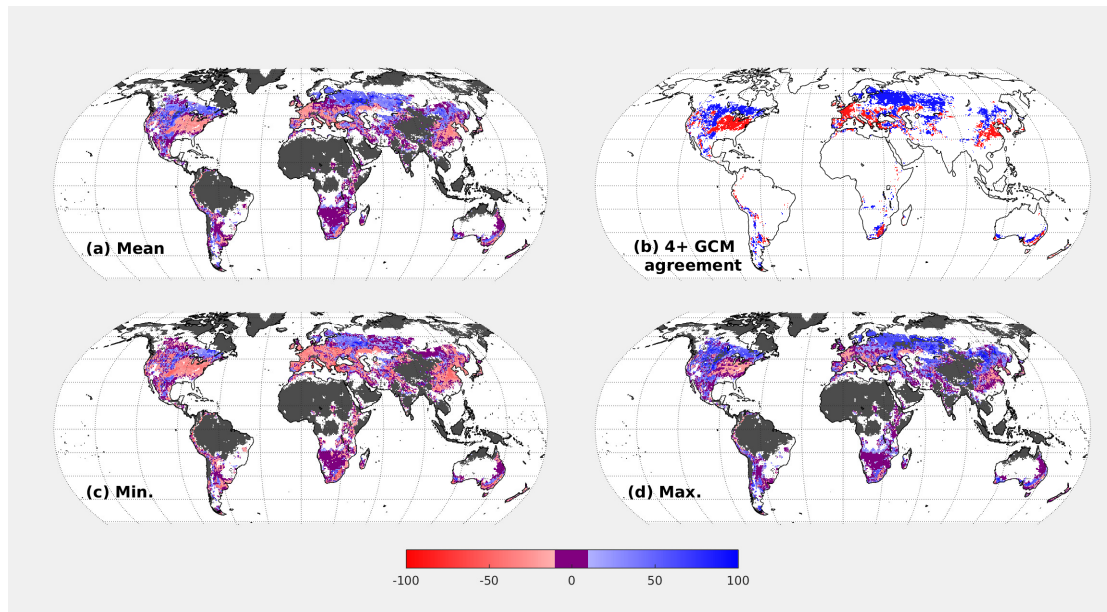 (a) Mean
(b) 4+ GCM
agreement
(c) Min.
(d) Max.
-100
-50
0
50
100